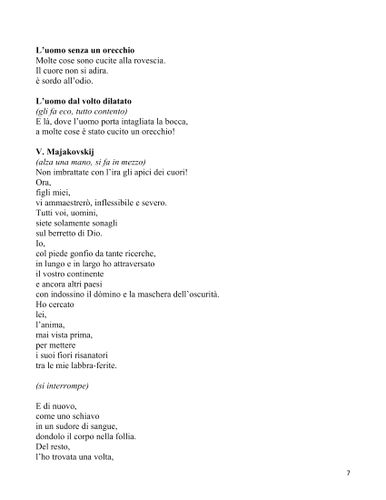 L'uomo senza un orecchio
Molte cose sono cucite alla rovescia.
Il cuore non si adira.
è sordo all'odio.
L'uomo dal volto dilatato
(gli fa eco, tutto contento)
E là, dove l'uomo porta intagliata la bocca,
a molte cose è stato cucito un orecchio!
V. Majakovskij
(alza una mano, si fa in mezzo)
Non imbrattate con l'ira gli apici dei cuori!
Ora,
figli miei,
vi ammaestrerò, inflessibile e severo.
Tutti voi, uomini,
siete solamente sonagli
sul berretto di Dio.
Io,
col piede gonfio da tante ricerche,
in lungo e in largo ho attraversato
il vostro continente
e ancora altri paesi
con indossino il dòmino e la maschera dell'oscurità.
Ho cercato
lei,
l'anima,
mai vista prima,
per mettere
i suoi fiori risanatori
tra le mie labbra-ferite.
(si interrompe)
E di nuovo,
come uno schiavo
in un sudore di sangue,
dondolo il corpo nella follia.
Del resto,
l'ho trovata una volta,
7